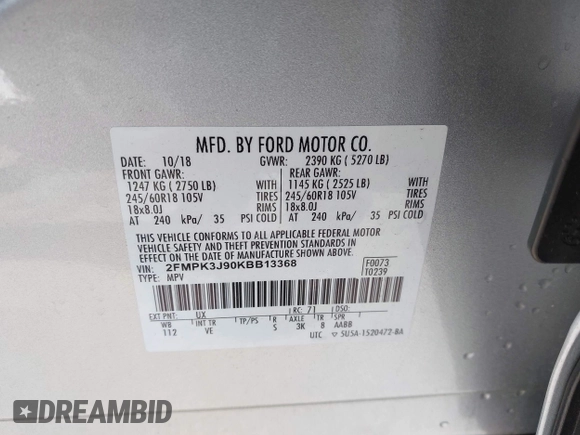 MFD. BY FORD MOTOR CO.
DATE: 10/18 GVWR: 2390 KG ( 5270 LB)
FRONT GAWR: REAR GAWR:
1247 KG ( 2750 LB) WITH 1145 KG ( 2525 LB) WITH
245/60R18 105V TIRES 245/60R18 105V TIRES
18x8.0J RIMS 18x8.0J RIMS
AT 240 kPa/ 35 PSI COLD AT 240 kPa/ 35 PSI COLD
THIS VEHICLE CONFORMS TO ALL APPLICABLE FEDERAL MOTOR
VEHICLE SAFETY AND THEFT PREVENTION STANDARDS IN
EFFECT ON THE DATE OF MANUFACTURE SHOWN ABOVE.
VIN: 2FMPK3J90KBB13368 F0073
TYPE: MPV T0239
EXT PNT: UX RC: 71 DSO:
WB INT TR TP/PS R AXLE TR SPR
112 VE S 3K 8 AABB
UTC 5U5A-1520472-BA
DREAMBID